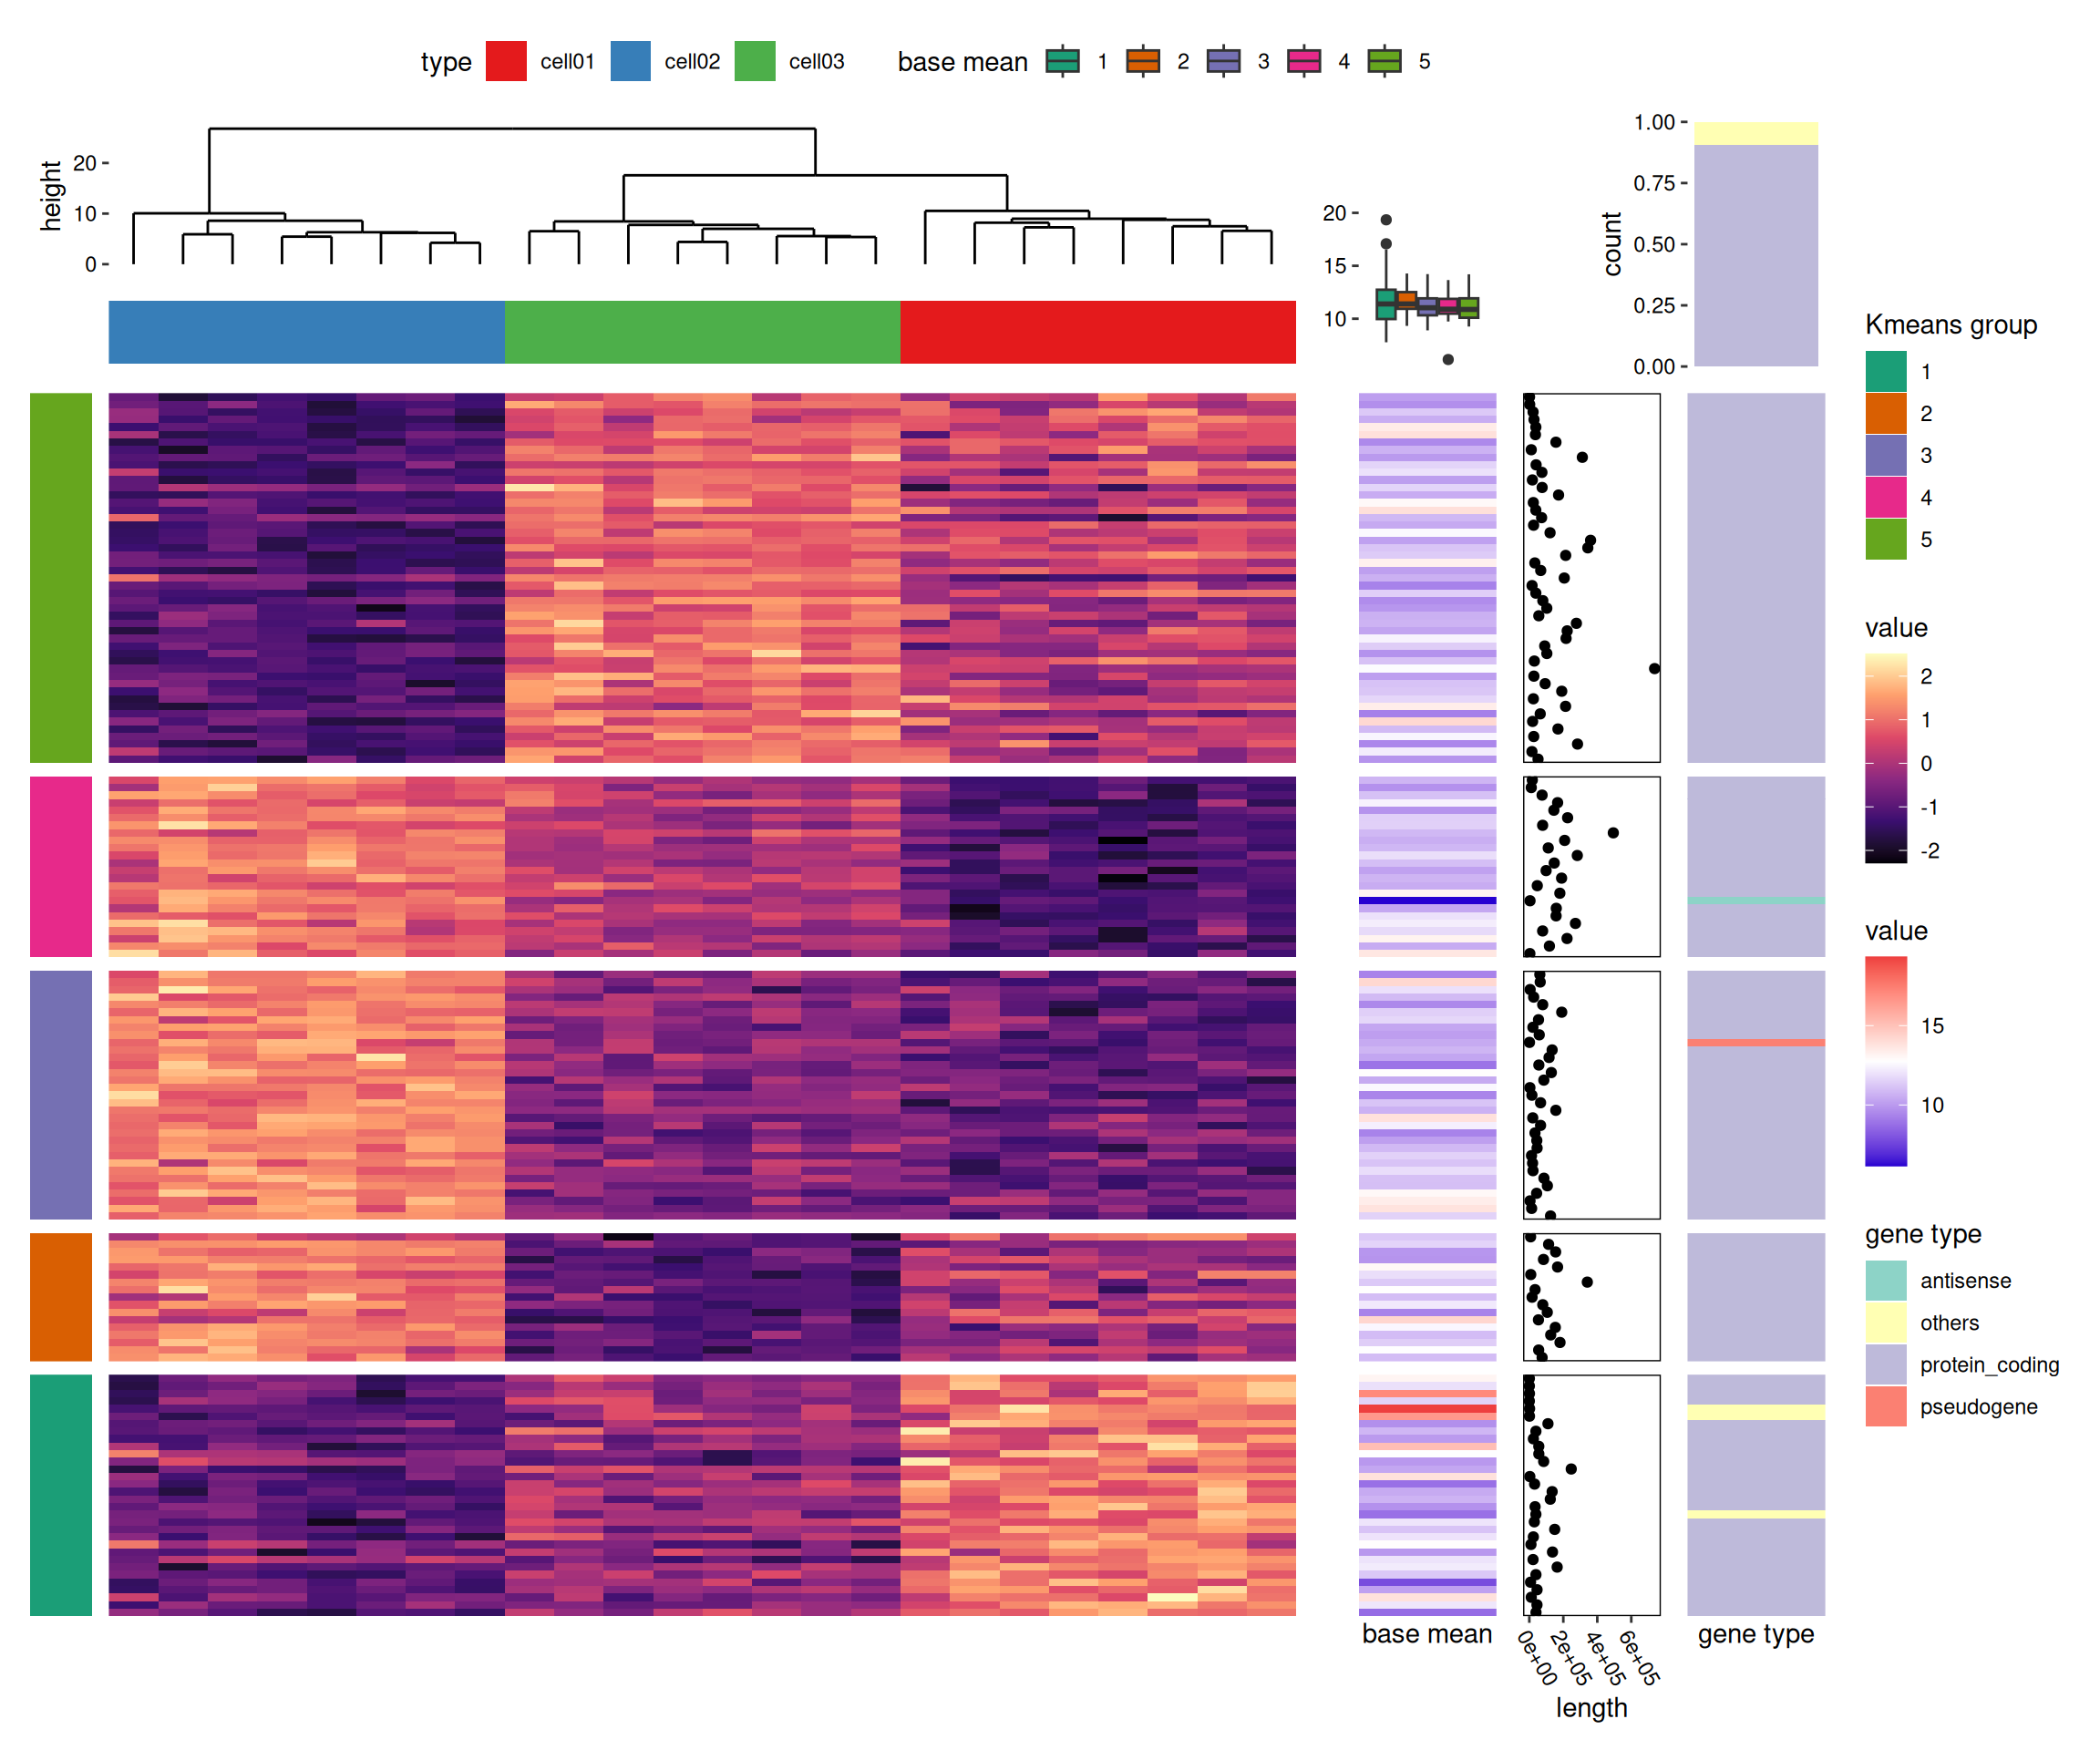 type cell01 cell02 cell03 base mean 1 2 3 4 5
height
20
10
0
20
15
10
count
1.00
0.75
0.50
0.25
0.00
Kmeans group
1
2
3
4
5
value
2
1
0
-1
-2
value
15
10
gene type
antisense
others
protein_coding
pseudogene
base mean
0e+00
2e+05
4e+05
6e+05
length
gene type